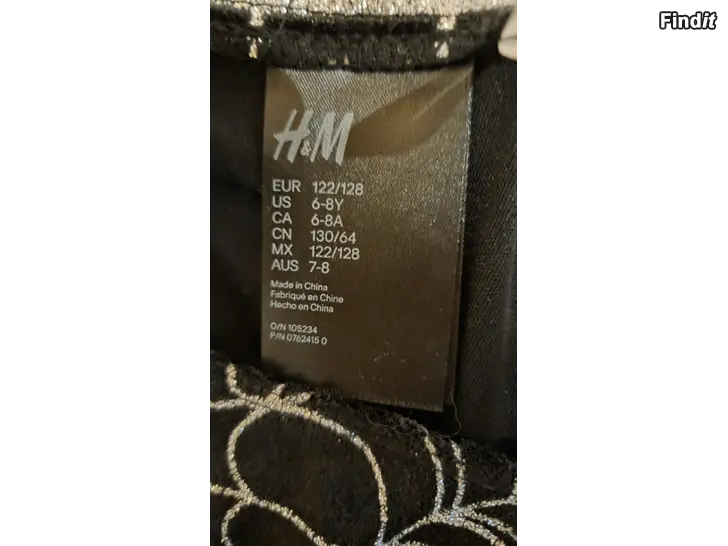 Findit
H&M
EUR 122/128
US 6-8Y
CA 6-8A
CN 130/64
MX 122/128
AUS 7-8
Made in China
Fabriqué en Chine
Hecho en China
O/N 105234
P/N 0762415 0